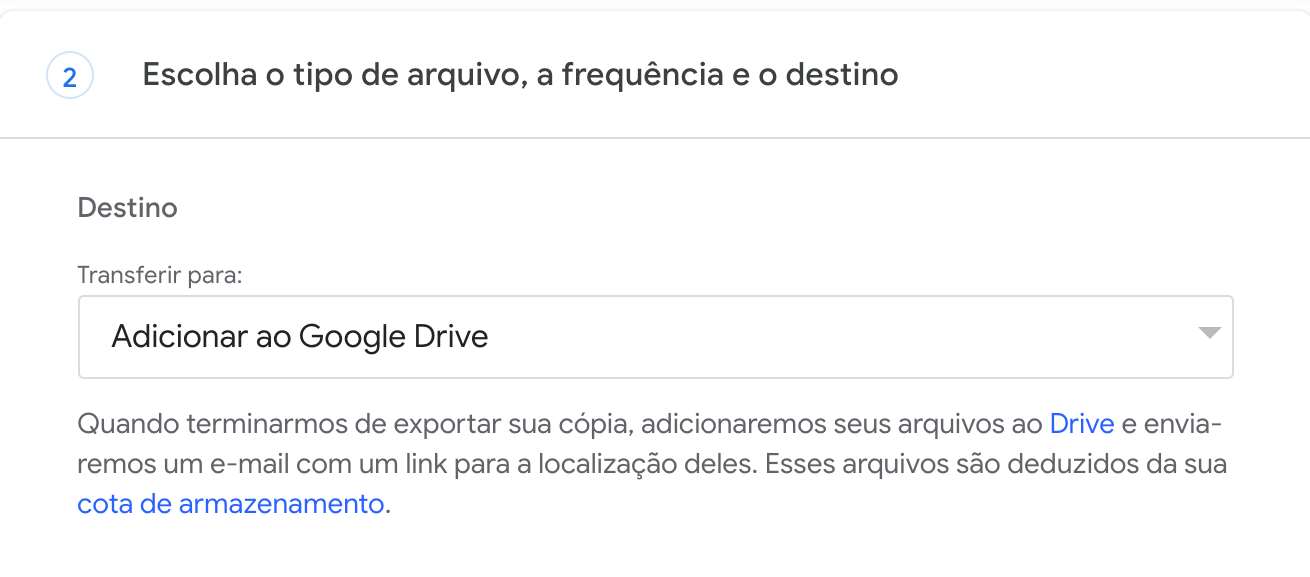 2
Escolha o tipo de arquivo, a frequência e o destino
Destino
Transferir para:
Adicionar ao Google Drive
Quando terminarmos de exportar sua cópia, adicionaremos seus arquivos ao Drive e envia-
remos um e-mail com um link para a localização deles. Esses arquivos são deduzidos da sua
cota de armazenamento.